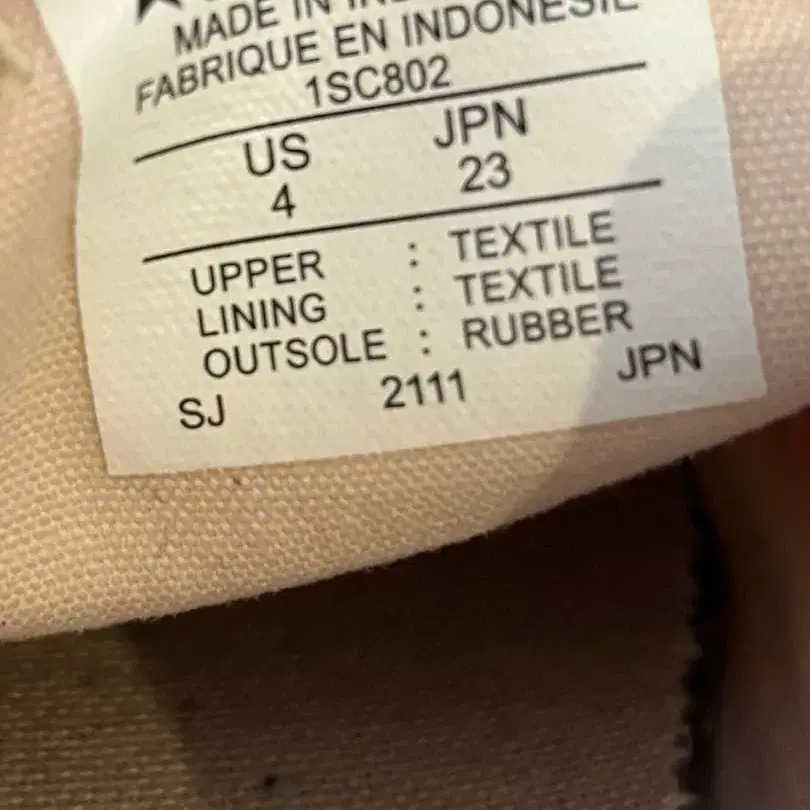 MADE IN
FABRIQUE EN INDONESIE
1SC802
US JPN
4 23
UPPER : TEXTILE
LINING : TEXTILE
OUTSOLE : RUBBER
SJ 2111 JPN